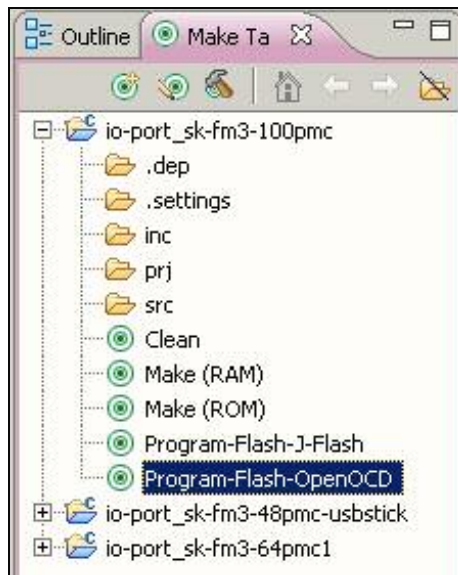 Outline Make Ta
io-port_sk-fm3-100pmc
.dep
.settings
inc
prj
src
Clean
Make (RAM)
Make (ROM)
Program-Flash-J-Flash
Program-Flash-OpenOCD
io-port_sk-fm3-48pmc-usbstick
io-port_sk-fm3-64pmc1